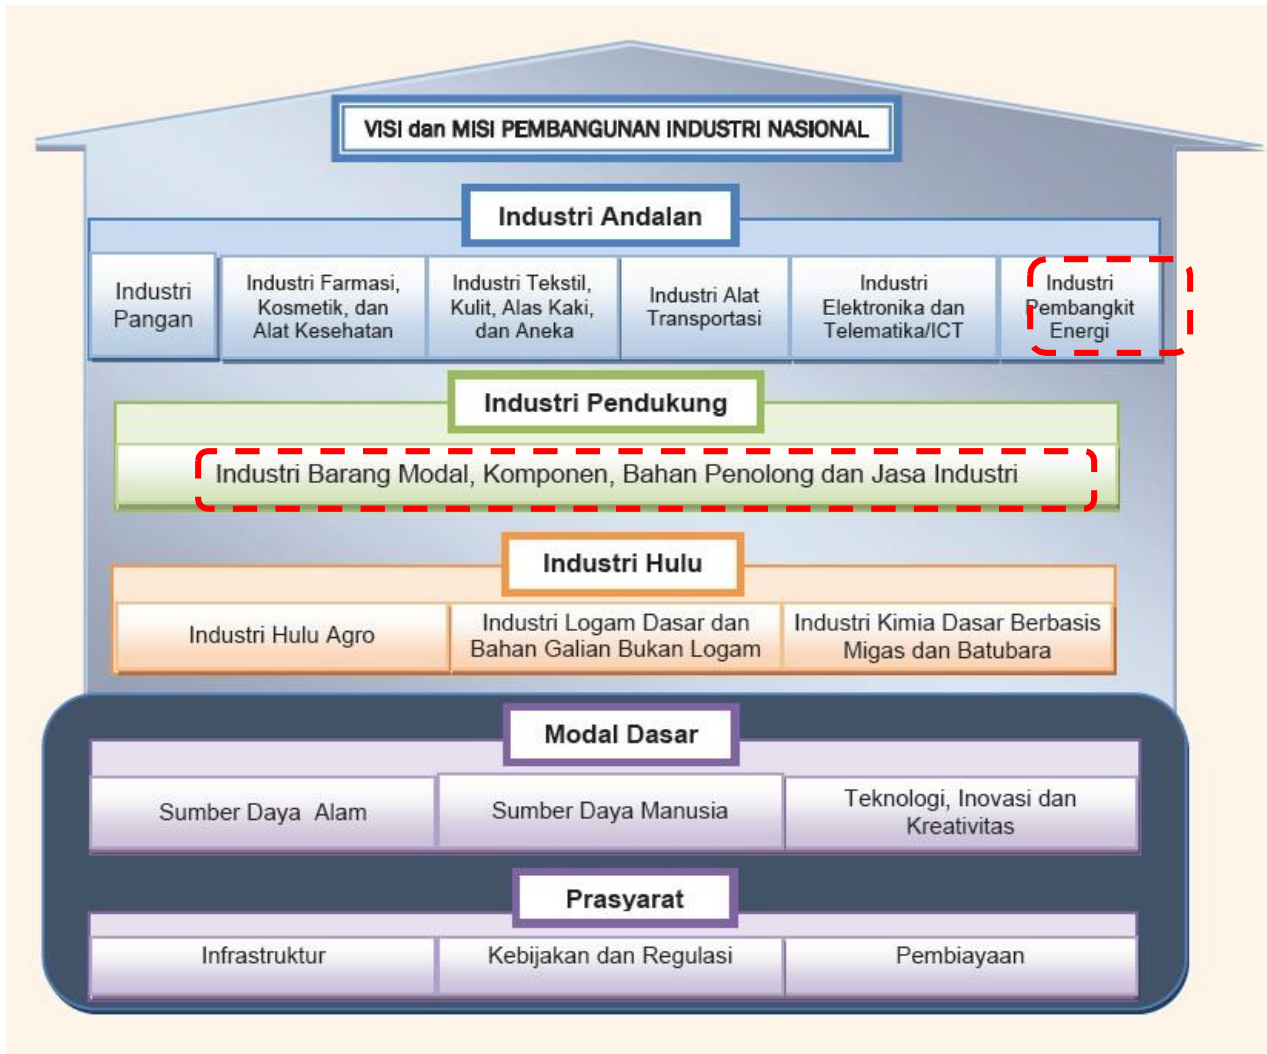 VISI dan MISI PEMBANGUNAN INDUSTRI NASIONAL
Industri Andalan
Industri
Pangan
Industri Farmasi,
Kosmetik, dan
Alat Kesehatan
Industri Tekstil,
Kulit, Alas Kaki,
dan Aneka
Industri Alat
Transportasi
Industri
Elektronika dan
Telematika/ICT
Industri
Pembangkit
Energi
Industri Pendukung
Industri Barang Modal, Komponen, Bahan Penolong dan Jasa Industri
Industri Hulu
Industri Hulu Agro
Industri Logam Dasar dan
Bahan Galian Bukan Logam
Industri Kimia Dasar Berbasis
Migas dan Batubara
Modal Dasar
Sumber Daya Alam
Sumber Daya Manusia
Teknologi, Inovasi dan
Kreativitas
Prasyarat
Infrastruktur
Kebijakan dan Regulasi
Pembiayaan